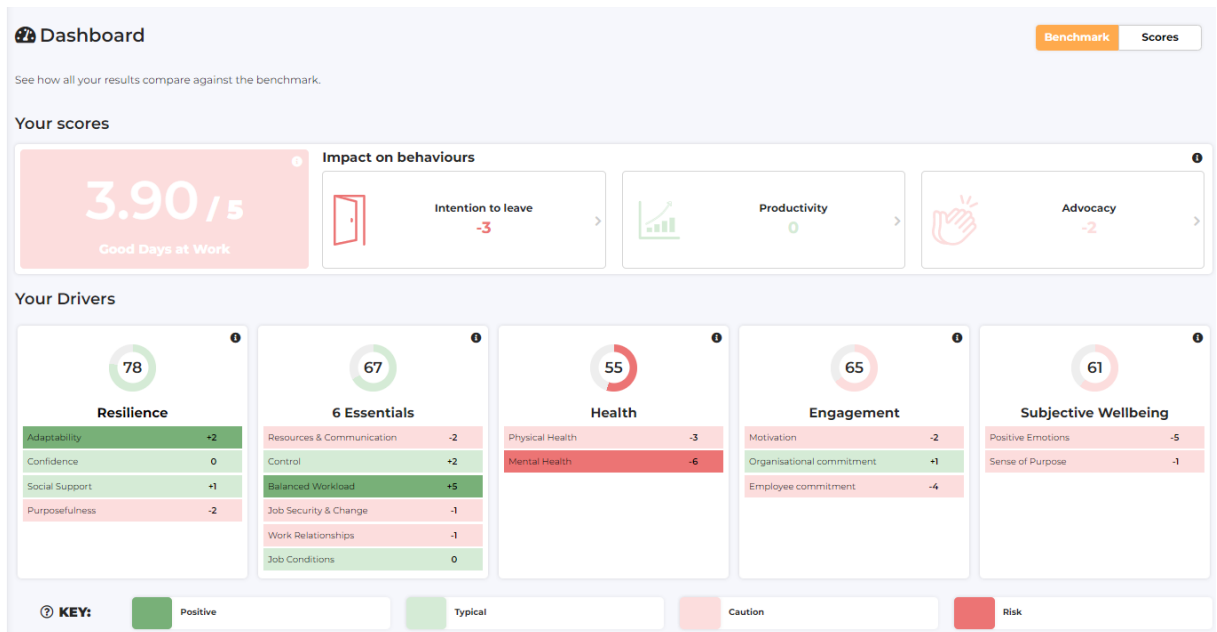 Dashboard
Benchmark Scores
See how all your results compare against the benchmark.
Your scores
3.90 / 5
Good Days at Work
Impact on behaviours
Intention to leave
-3
Productivity
0
Advocacy
-2
Your Drivers
78
Resilience
Adaptability +2
Confidence 0
Social Support +1
Purposefulness -2
67
6 Essentials
Resources & Communication -2
Control +2
Balanced Workload +5
Job Security & Change -1
Work Relationships -1
Job Conditions 0
55
Health
Physical Health -3
Mental Health -6
65
Engagement
Motivation -2
Organisational commitment +1
Employee commitment -4
61
Subjective Wellbeing
Positive Emotions -5
Sense of Purpose -1
KEY: Positive Typical Caution Risk